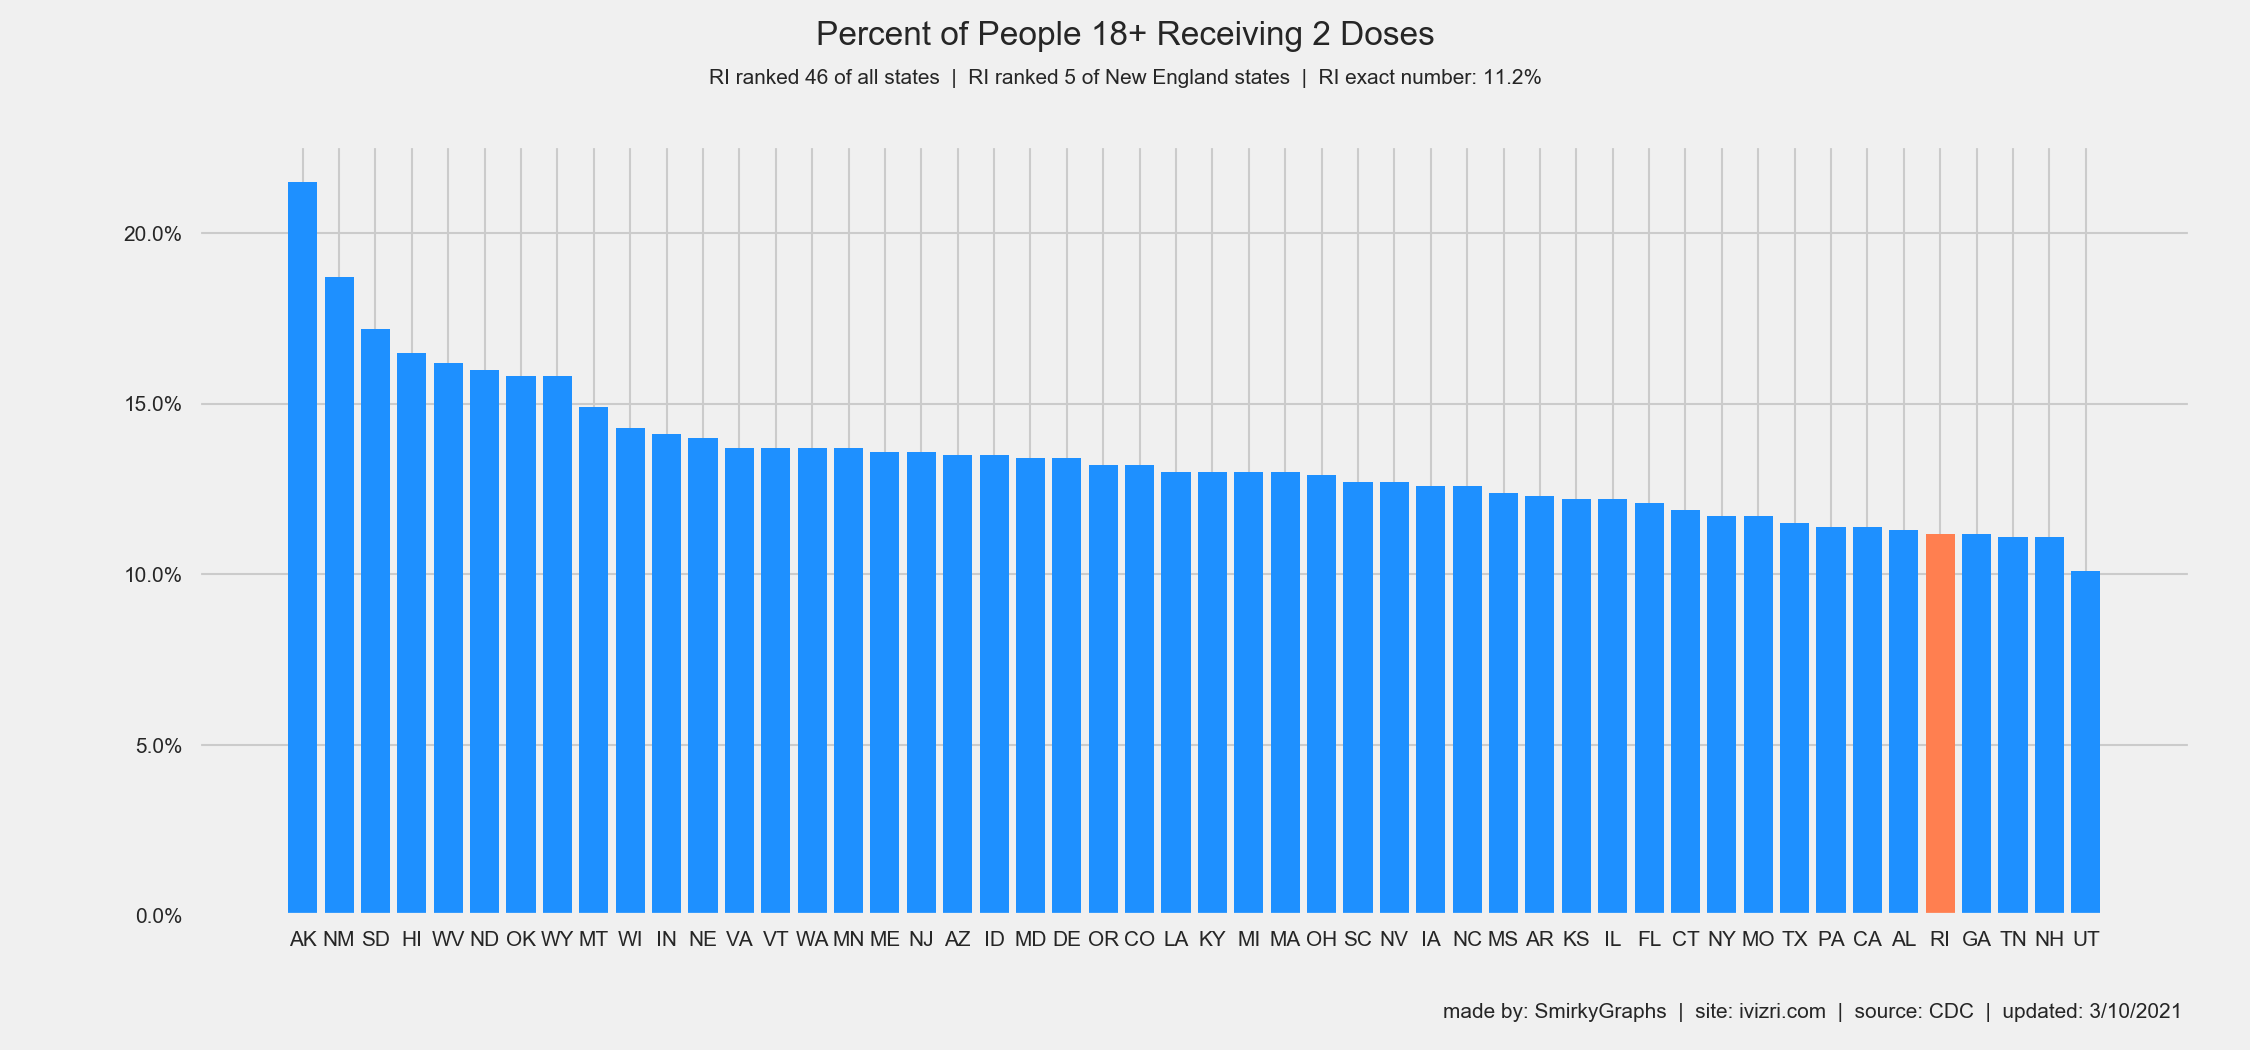 Percent of People 18+ Receiving 2 Doses
RI ranked 46 of all states | RI ranked 5 of New England states | RI exact number: 11.2%
20.0%
15.0%
10.0%
5.0%
0.0%
AK NM SD HI WV ND OK WY MT WI IN NE VA VT WA MN ME NJ AZ ID MD DE OR CO LA KY MI MA OH SC NV IA NC MS AR KS IL FL CT NY MO TX PA CA AL RI GA TN NH UT
made by: SmirkyGraphs | site: ivizri.com | source: CDC | updated: 3/10/2021